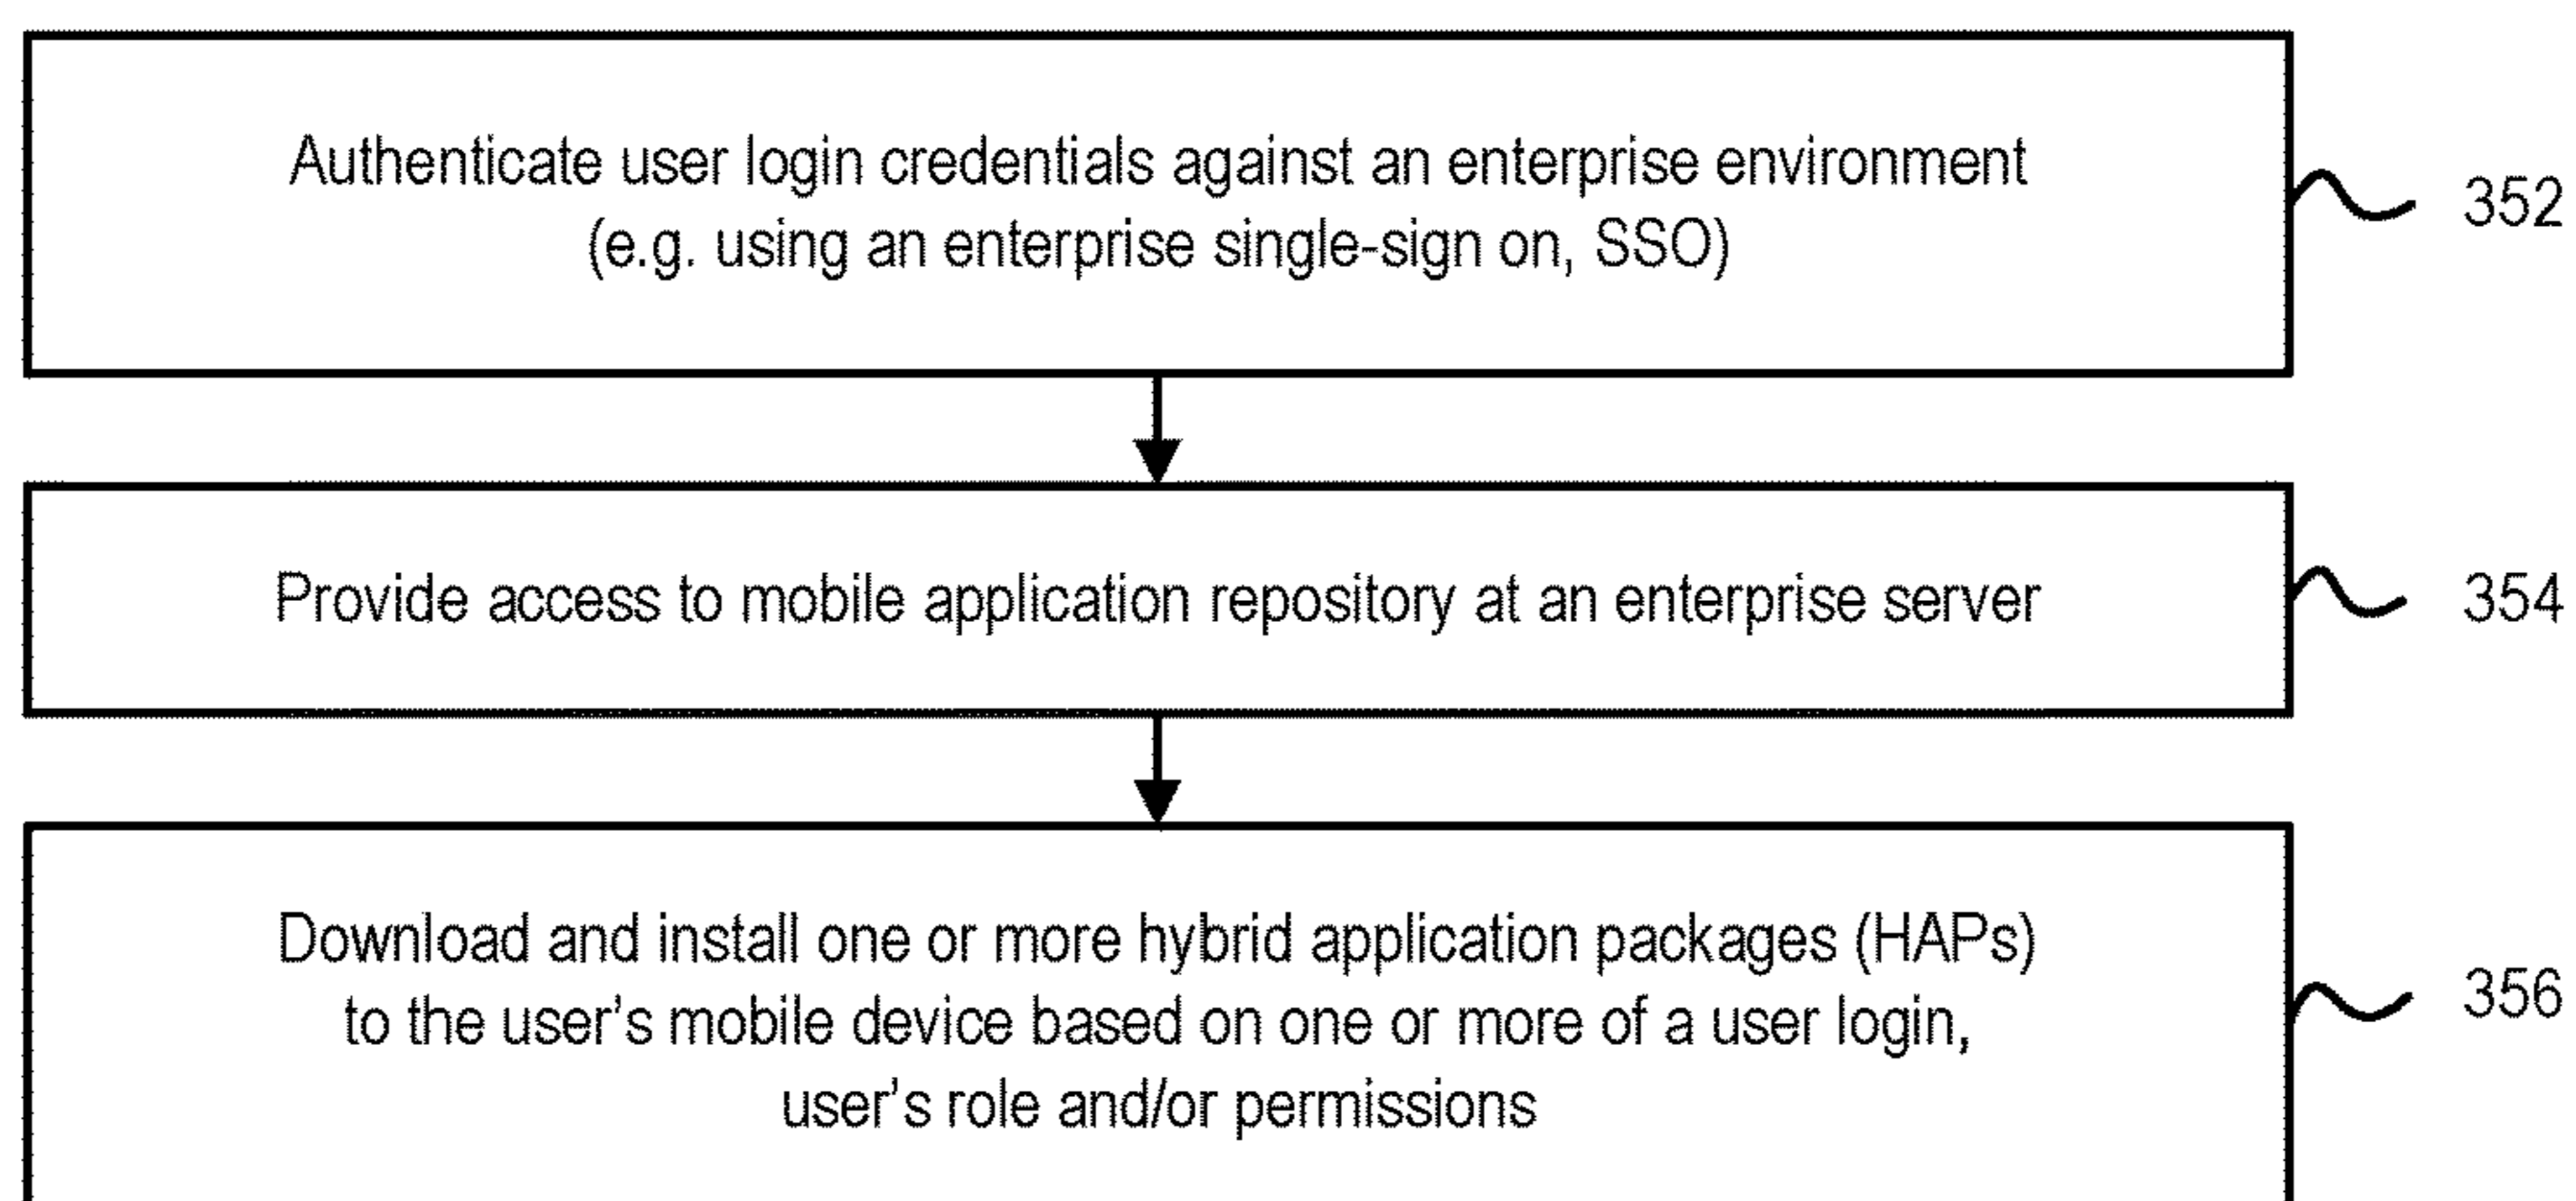 Authenticate user login credentials against an enterprise environment
(e.g. using an enterprise single-sign on, SSO)
352
Provide access to mobile application repository at an enterprise server
354
Download and install one or more hybrid application packages (HAPs)
to the user's mobile device based on one or more of a user login,
user's role and/or permissions
356